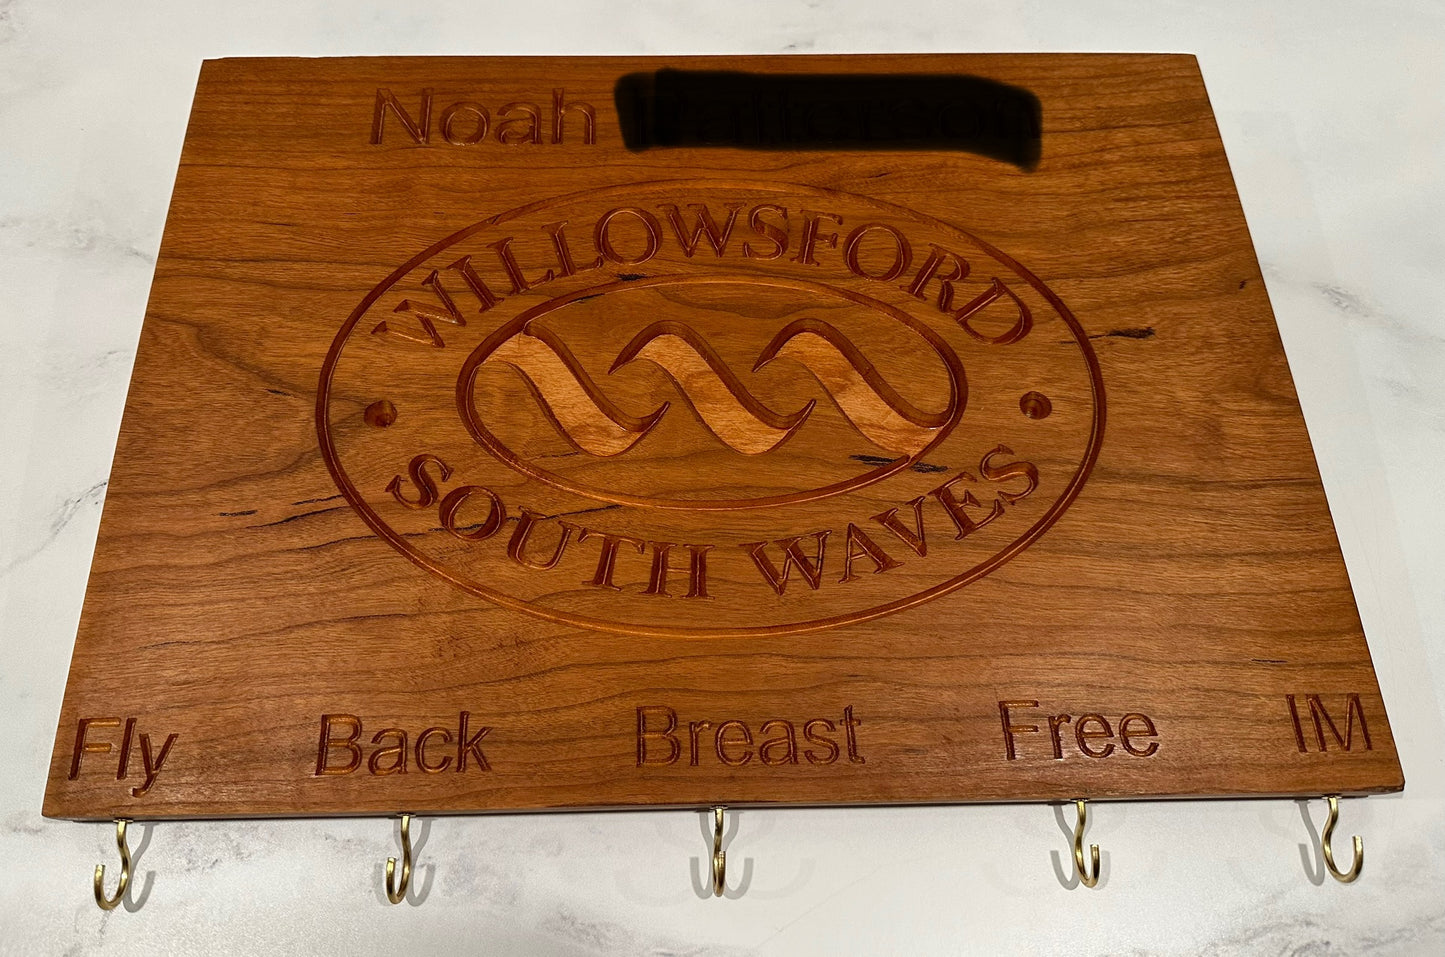 Noah
WILLOWSFORD
SOUTH WAVES
Fly Back Breast Free IM